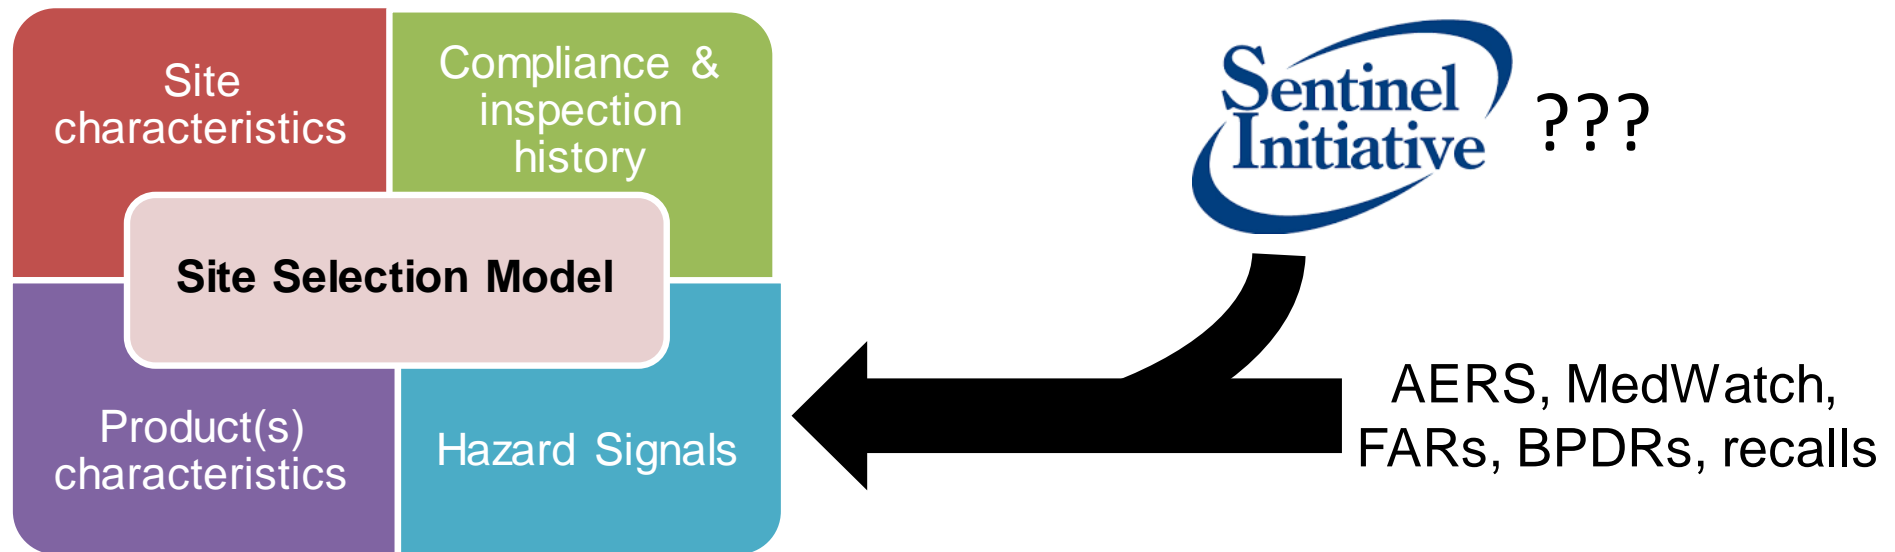 Site
characteristics
Compliance &
inspection
history
Site Selection Model
Product(s)
characteristics
Hazard Signals
Sentinel
Initiative
???
AERS, MedWatch,
FARs, BPDRs, recalls